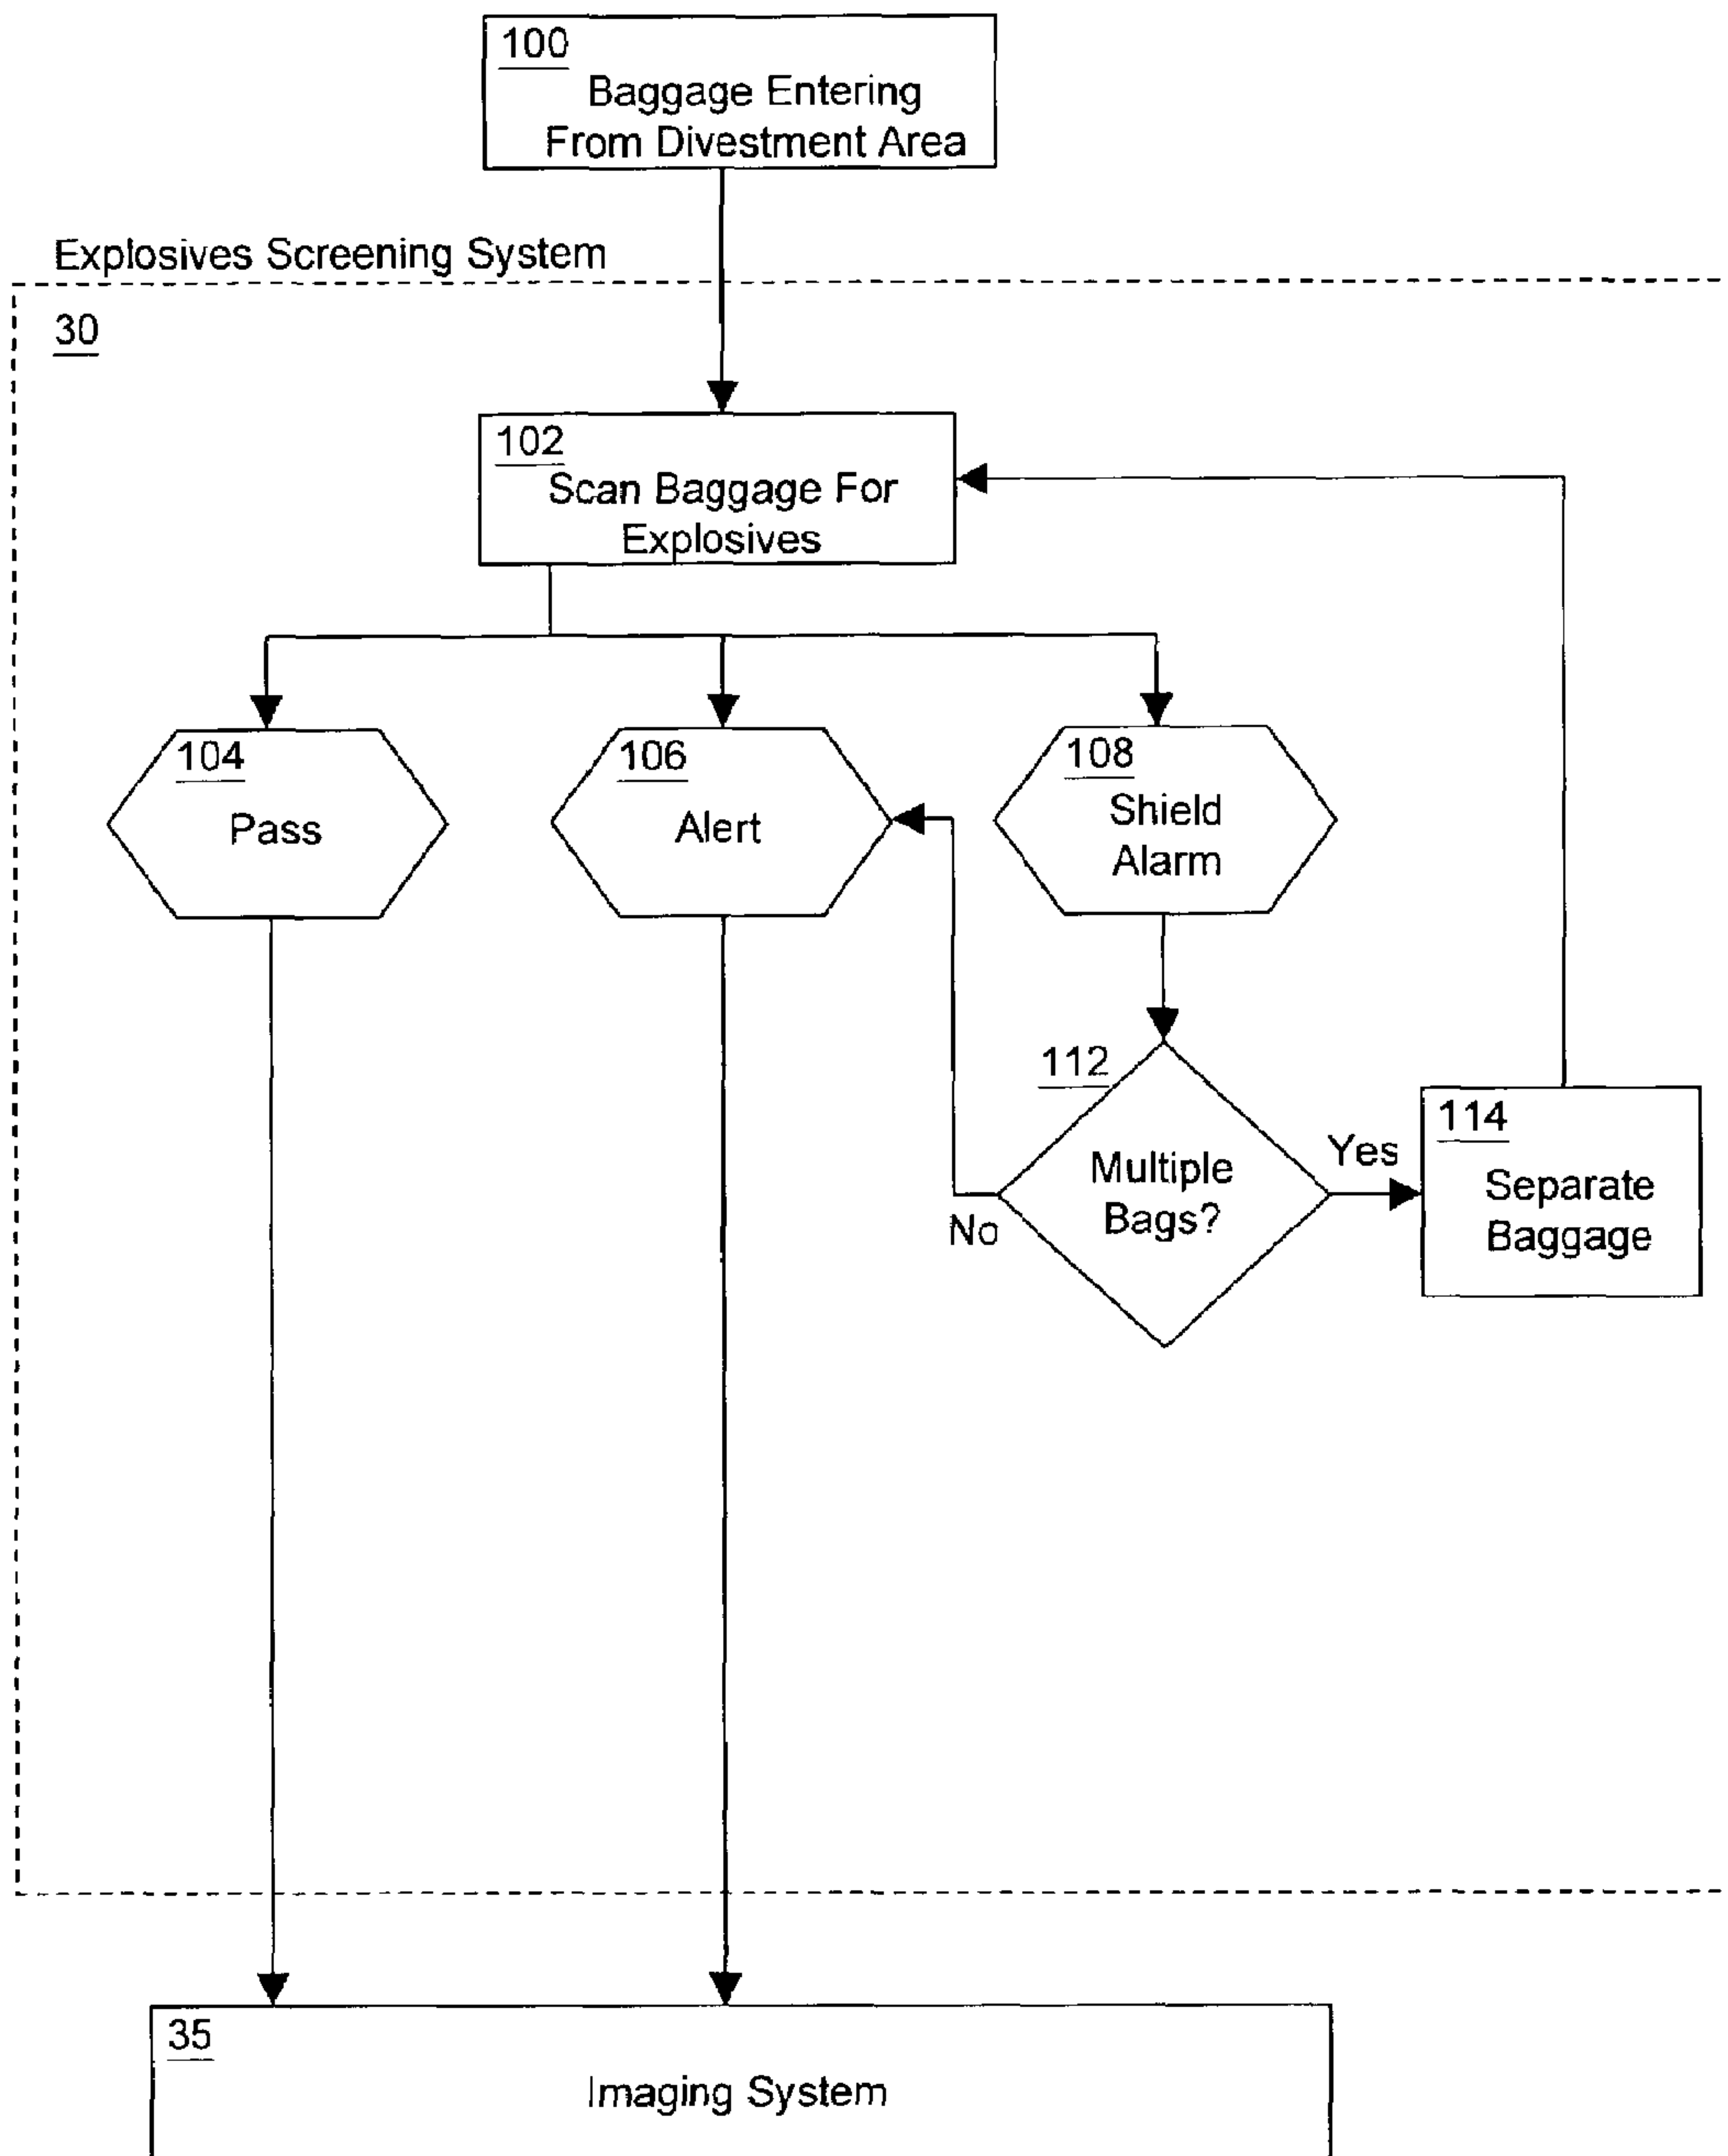 100
Baggage Entering
From Divestment Area
Explosives Screening System
30
102
Scan Baggage For
Explosives
104
Pass
106
Alert
108
Shield
Alarm
112
Multiple
Bags?
Yes
No
114
Separate
Baggage
35
Imaging System